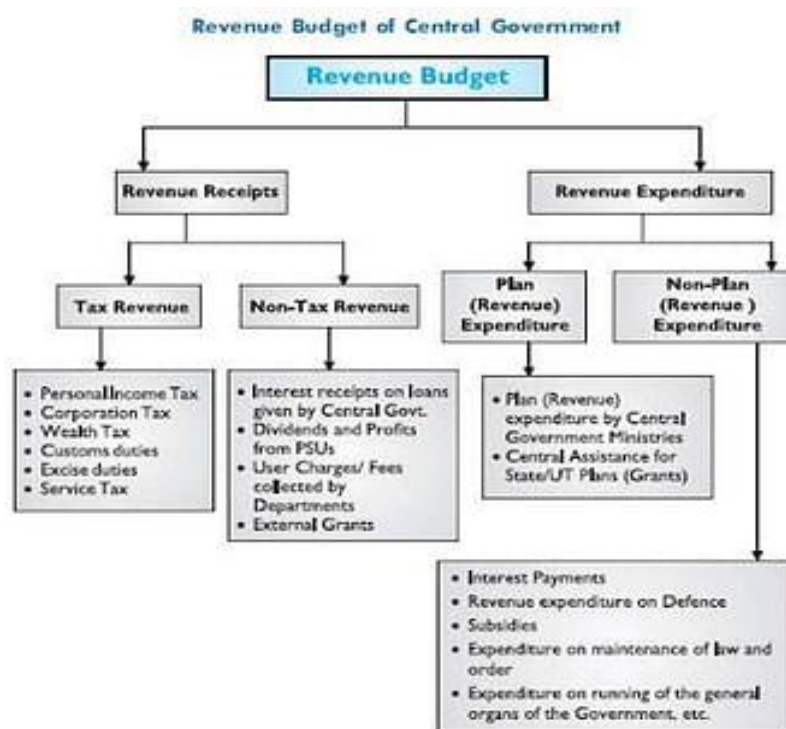 Revenue Budget of Central Government
Revenue Budget
Revenue Receipts
Revenue Expenditure
Tax Revenue
Non-Tax Revenue
Plan
(Revenue)
Expenditure
Non-Plan
(Revenue )
Expenditure
• Personal Income Tax
• Corporation Tax
• Wealth Tax
• Customs duties
• Excise duties
• Service Tax
• Interest receipts on loans
given by Central Govt.
• Dividends and Profits
from PSUs
• User Charges/ Fees
collected by
Departments
• External Grants
• Plan (Revenue)
expenditure by Central
Government Ministries
• Central Assistance for
State/UT Plans (Grants)
• Interest Payments
• Revenue expenditure on Defence
• Subsidies
• Expenditure on maintenance of law and
order
• Expenditure on running of the general
organs of the Government, etc.